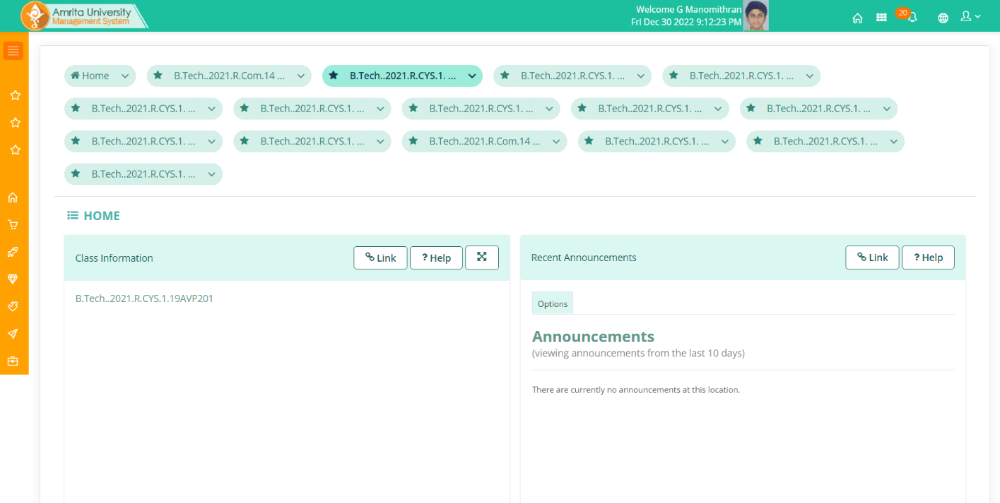 Amrita University
Management System
Welcome G Manomithran
Fri Dec 30 2022 9:12:23 PM
20
Home
B.Tech..2021.R.Com.14 ...
B.Tech..2021.R.CYS.1. ...
B.Tech..2021.R.CYS.1. ...
B.Tech..2021.R.CYS.1. ...
B.Tech..2021.R.CYS.1. ...
B.Tech..2021.R.CYS.1. ...
B.Tech..2021.R.CYS.1. ...
B.Tech..2021.R.CYS.1. ...
B.Tech..2021.R.CYS.1. ...
B.Tech..2021.R.CYS.1. ...
B.Tech..2021.R.CYS.1. ...
B.Tech..2021.R.Com.14 ...
B.Tech..2021.R.CYS.1. ...
B.Tech..2021.R.CYS.1. ...
B.Tech..2021.R.CYS.1. ...
HOME
Class Information
Link
? Help
B.Tech..2021.R.CYS.1.19AVP201
Recent Announcements
Link
? Help
Options
Announcements
(viewing announcements from the last 10 days)
There are currently no announcements at this location.